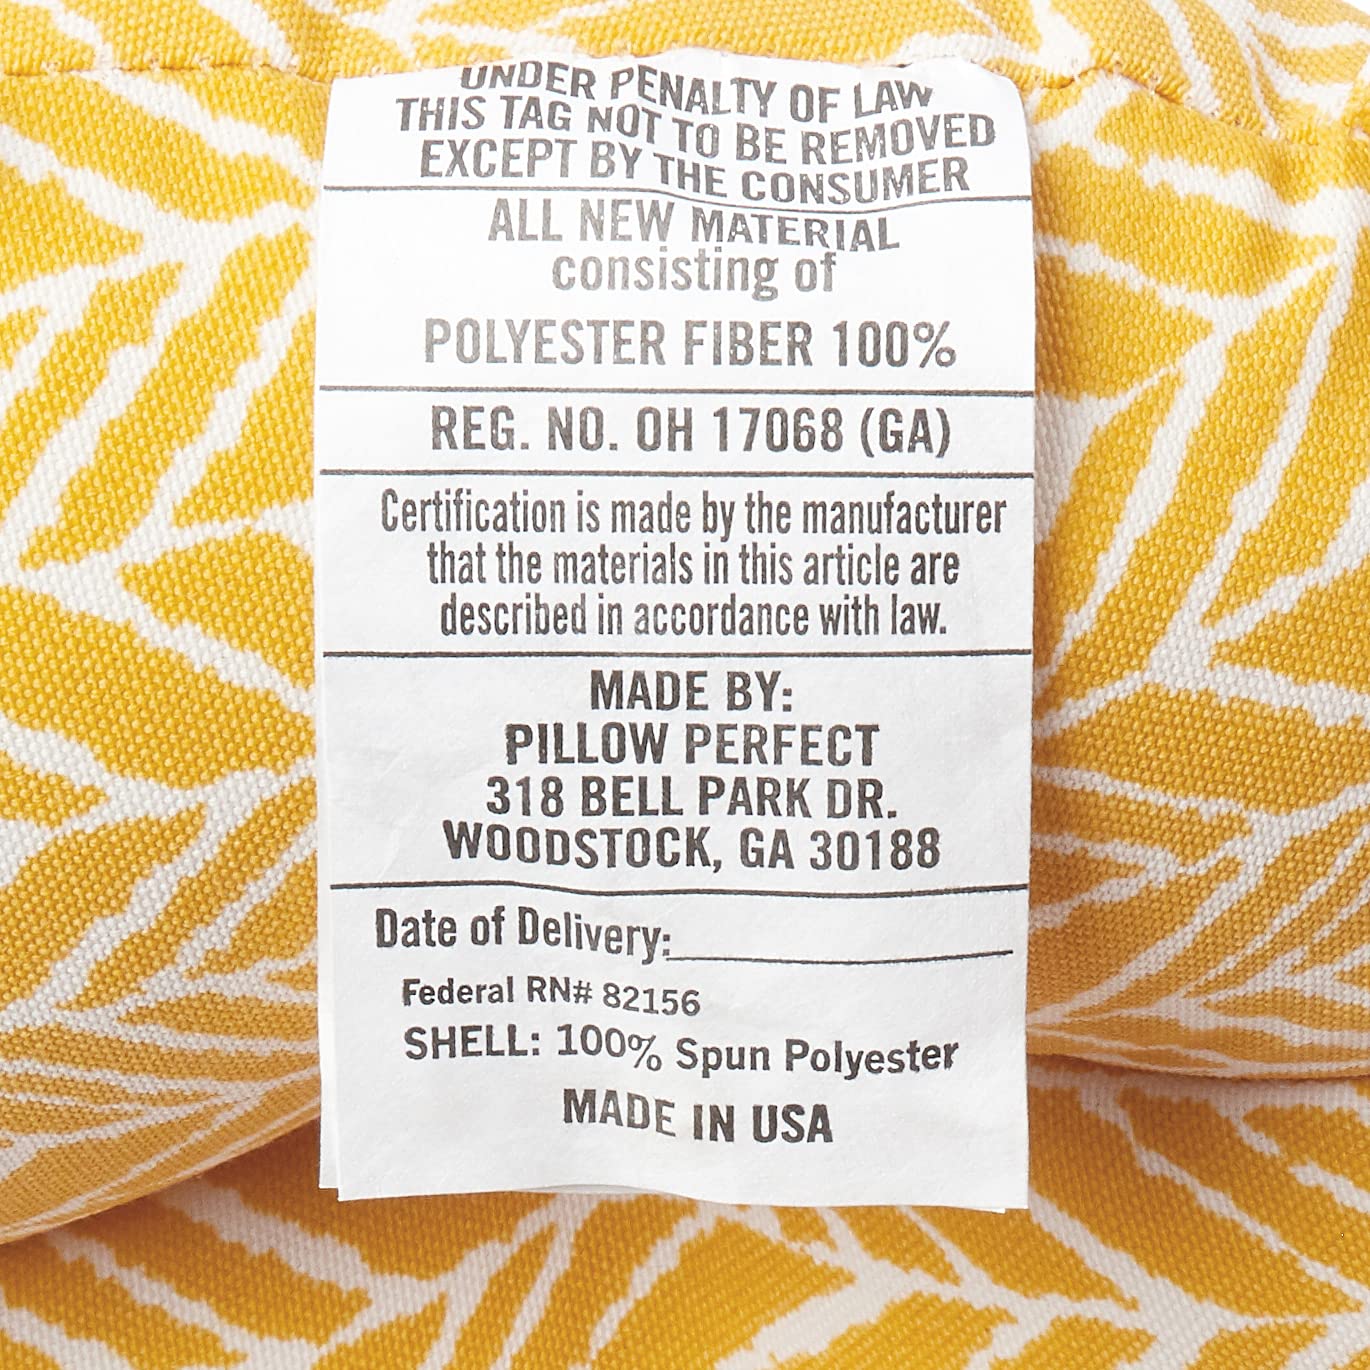 UNDER PENALTY OF LAW
THIS TAG NOT TO BE REMOVED
EXCEPT BY THE CONSUMER
ALL NEW MATERIAL
consisting of
POLYESTER FIBER 100%
REG. NO. OH 17068 (GA)
Certification is made by the manufacturer
that the materials in this article are
described in accordance with law.
MADE BY:
PILLOW PERFECT
318 BELL PARK DR.
WOODSTOCK, GA 30188
Date of Delivery:
Federal RN# 82156
SHELL: 100% Spun Polyester
MADE IN USA